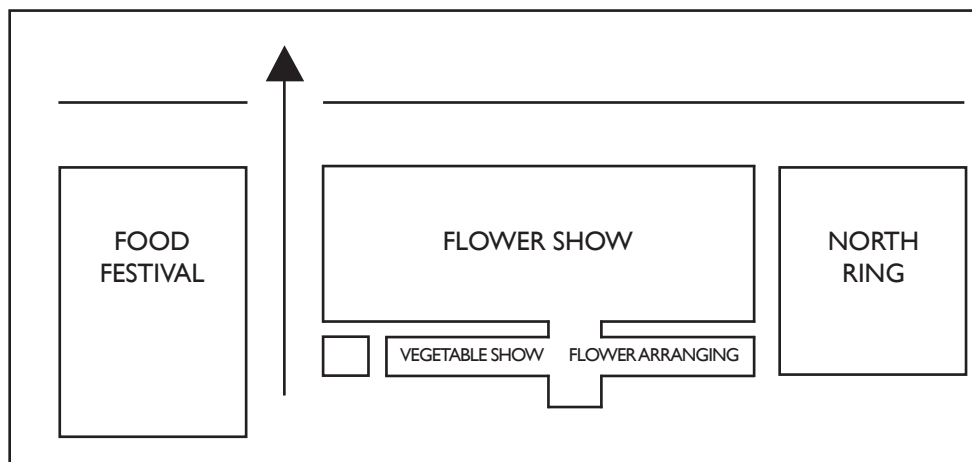 FOOD
FESTIVAL
FLOWER SHOW
NORTH
RING
VEGETABLE SHOW
FLOWER ARRANGING